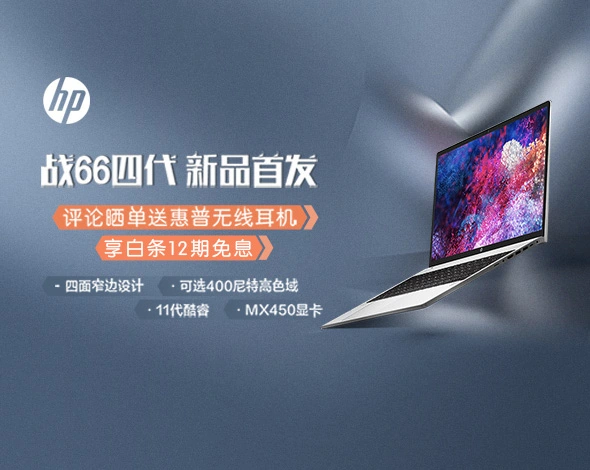 hp
战66四代 新品首发
评论晒单送惠普无线耳机
享白条12期免息
· 四面窄边设计 · 可选400尼特高色域
· 11代酷睿 · MX450显卡